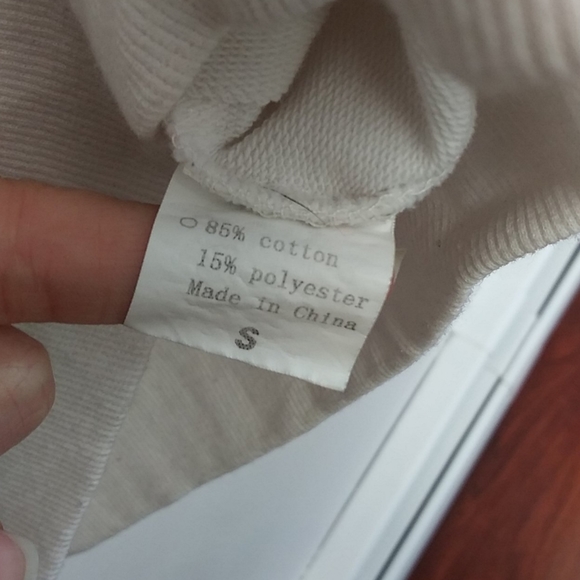 85% cotton
15% polyester
Made in China
S